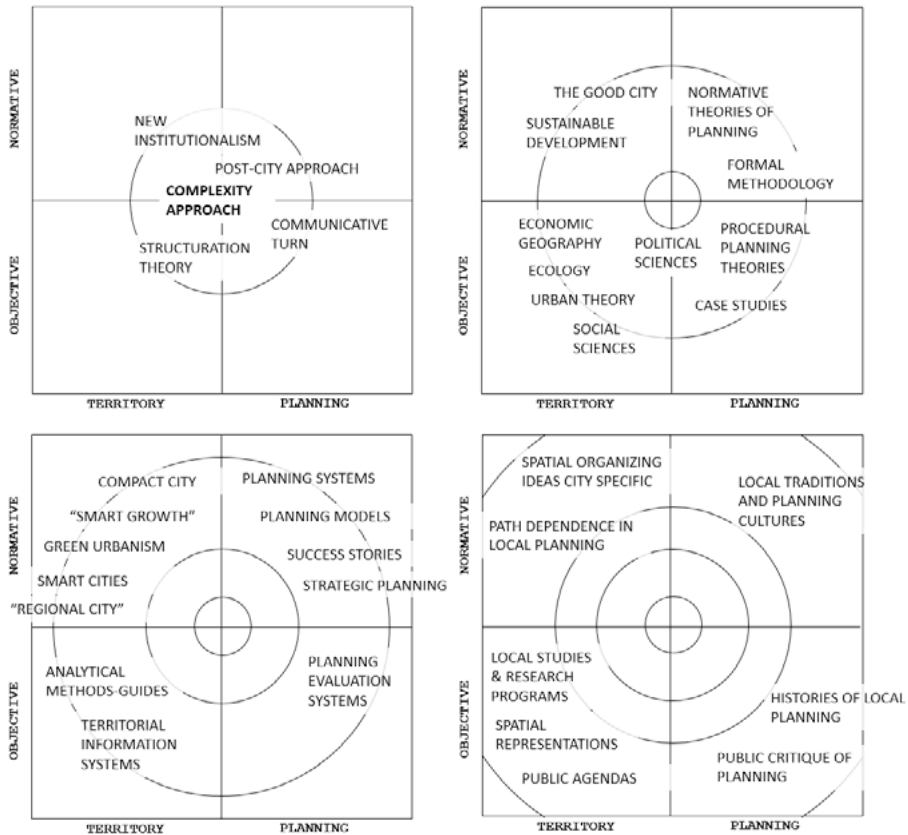 NORMATIVE
OBJECTIVE
NEW
INSTITUTIONALISM
POST-CITY APPROACH
COMPLEXITY
APPROACH
COMMUNICATIVE
TURN
STRUCTURATION
THEORY
TERRITORY
PLANNING
NORMATIVE
OBJECTIVE
THE GOOD CITY
SUSTAINABLE
DEVELOPMENT
NORMATIVE
THEORIES OF
PLANNING
FORMAL
METHODOLOGY
ECONOMIC
GEOGRAPHY
ECOLOGY
URBAN THEORY
SOCIAL
SCIENCES
POLITICAL
SCIENCES
PROCEDURAL
PLANNING
THEORIES
CASE STUDIES
TERRITORY
PLANNING
NORMATIVE
OBJECTIVE
COMPACT CITY
“SMART GROWTH”
GREEN URBANISM
SMART CITIES
“REGIONAL CITY”
PLANNING SYSTEMS
PLANNING MODELS
SUCCESS STORIES
STRATEGIC PLANNING
ANALYTICAL
METHODS-GUIDES
TERRITORIAL
INFORMATION
SYSTEMS
PLANNING
EVALUATION
SYSTEMS
TERRITORY
PLANNING
NORMATIVE
OBJECTIVE
SPATIAL ORGANIZING
IDEAS CITY SPECIFIC
PATH DEPENDENCE IN
LOCAL PLANNING
LOCAL TRADITIONS
AND PLANNING
CULTURES
LOCAL STUDIES
& RESEARCH
PROGRAMS
SPATIAL
REPRESENTATIONS
PUBLIC AGENDAS
HISTORIES OF LOCAL
PLANNING
PUBLIC CRITIQUE OF
PLANNING
TERRITORY
PLANNING